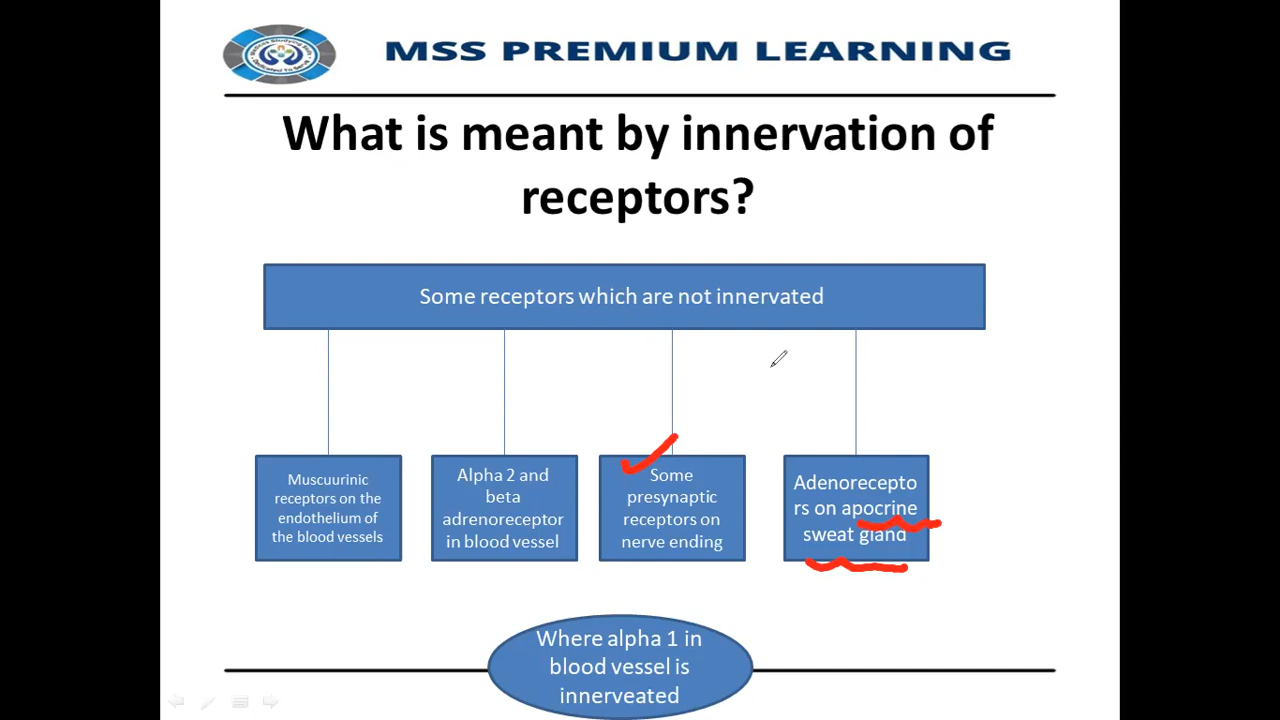 MSS PREMIUM LEARNING
What is meant by innervation of
receptors?
Some receptors which are not innervated
Muscuurinic
receptors on the
endothelium of
the blood vessels
Alpha 2 and
beta
adrenoreceptor
in blood vessel
Some
presynaptic
receptors on
nerve ending
Adenorecepto
rs on apocrine
sweat gland
Where alpha 1 in
blood vessel is
innerveated